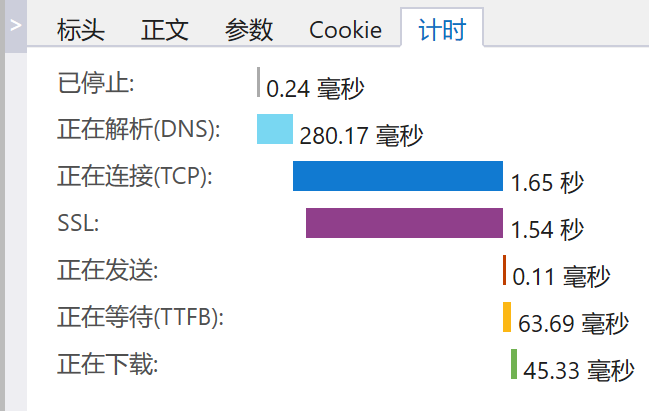 > 标头 正文 参数 Cookie 计时
已停止: 0.24 毫秒
正在解析(DNS): 280.17 毫秒
正在连接(TCP): 1.65 秒
SSL: 1.54 秒
正在发送: 0.11 毫秒
正在等待(TTFB): 63.69 毫秒
正在下载: 45.33 毫秒